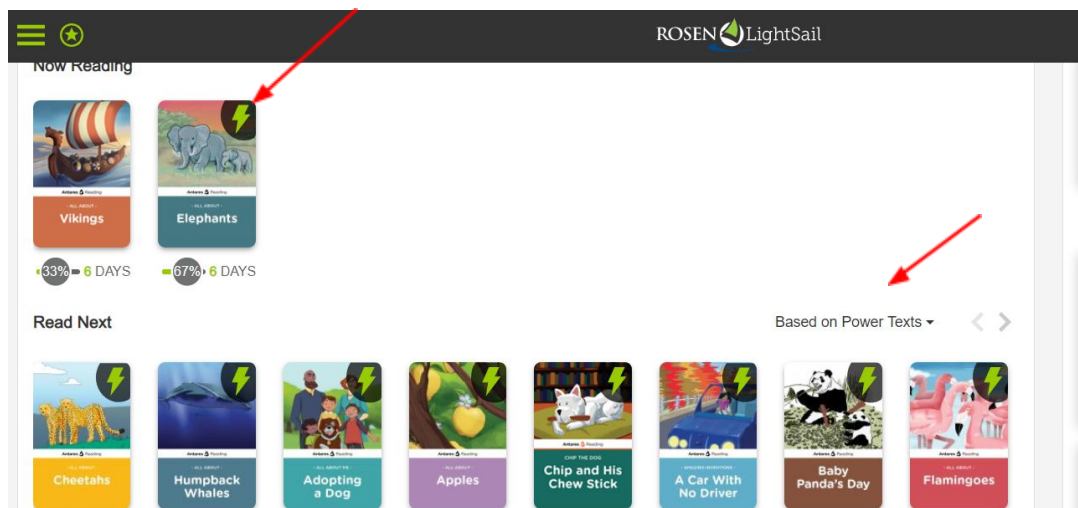 ROSEN LightSail
Now Reading
Antares Reading
Antares Reading
- ALL ABOUT -
- ALL ABOUT -
Vikings
Elephants
33% 6 DAYS
67% 6 DAYS
Read Next
Based on Power Texts
Antares Reading
Antares Reading
Antares Reading
Antares Reading
Antares Reading
Antares Reading
Antares Reading
Antares Reading
- ALL ABOUT -
Cheetahs
- ALL ABOUT -
Humpback
Whales
- ALL ABOUT ME -
Adopting
a Dog
- ALL ABOUT -
Apples
CHIP THE DOG
Chip and His
Chew Stick
A Car With
No Driver
Baby
Panda's Day
- ALL ABOUT -
Flamingoes